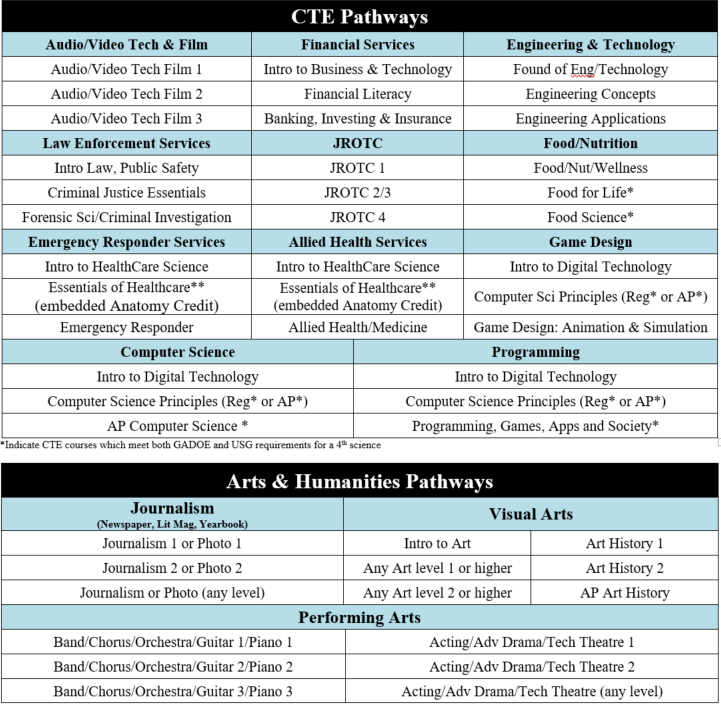 CTE Pathways
Audio/Video Tech & Film Financial Services Engineering & Technology
Audio/Video Tech Film 1 Intro to Business & Technology Found of Eng/Technology
Audio/Video Tech Film 2 Financial Literacy Engineering Concepts
Audio/Video Tech Film 3 Banking, Investing & Insurance Engineering Applications
Law Enforcement Services JROTC Food/Nutrition
Intro Law, Public Safety JROTC 1 Food/Nut/Wellness
Criminal Justice Essentials JROTC 2/3 Food for Life*
Forensic Sci/Criminal Investigation JROTC 4 Food Science*
Emergency Responder Services Allied Health Services Game Design
Intro to HealthCare Science Intro to HealthCare Science Intro to Digital Technology
Essentials of Healthcare** Essentials of Healthcare** Computer Sci Principles (Reg* or AP*)
(embedded Anatomy Credit) (embedded Anatomy Credit)
Emergency Responder Allied Health/Medicine Game Design: Animation & Simulation
Computer Science Programming
Intro to Digital Technology Intro to Digital Technology
Computer Science Principles (Reg* or AP*) Computer Science Principles (Reg* or AP*)
AP Computer Science * Programming, Games, Apps and Society*
*Indicate CTE courses which meet both GADOE and USG requirements for a 4th science
Arts & Humanities Pathways
Journalism Visual Arts
(Newspaper, Lit Mag, Yearbook)
Journalism 1 or Photo 1 Intro to Art Art History 1
Journalism 2 or Photo 2 Any Art level 1 or higher Art History 2
Journalism or Photo (any level) Any Art level 2 or higher AP Art History
Performing Arts
Band/Chorus/Orchestra/Guitar 1/Piano 1 Acting/Adv Drama/Tech Theatre 1
Band/Chorus/Orchestra/Guitar 2/Piano 2 Acting/Adv Drama/Tech Theatre 2
Band/Chorus/Orchestra/Guitar 3/Piano 3 Acting/Adv Drama/Tech Theatre (any level)